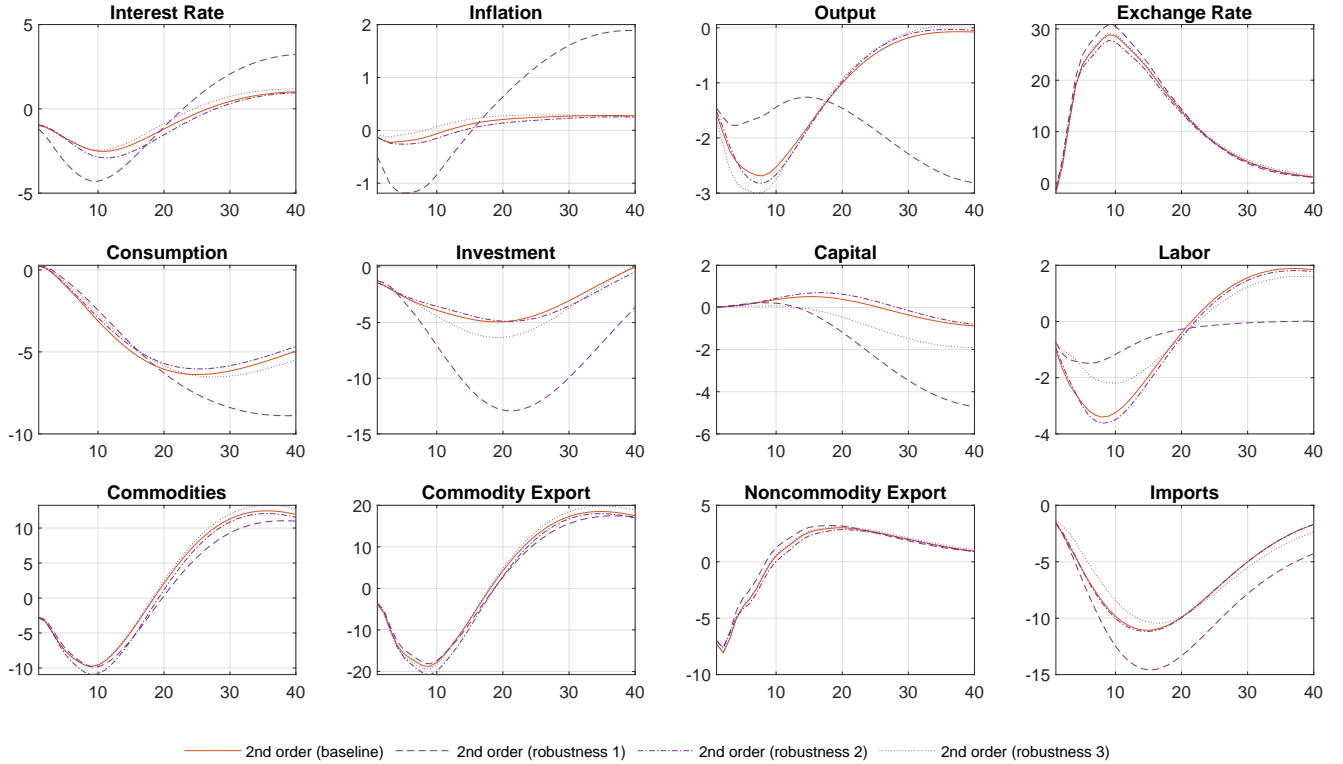 Interest Rate
5
0
-5
10 20 30 40
Inflation
2
1
0
-1
10 20 30 40
Output
0
-1
-2
-3
10 20 30 40
Exchange Rate
30
20
10
0
10 20 30 40
Consumption
0
-5
-10
10 20 30 40
Investment
0
-5
-10
-15
10 20 30 40
Capital
2
0
-2
-4
-6
10 20 30 40
Labor
2
0
-2
-4
10 20 30 40
Commodities
10
5
0
-5
-10
10 20 30 40
Commodity Export
20
10
0
-10
-20
10 20 30 40
Noncommodity Export
5
0
-5
-10
10 20 30 40
Imports
0
-5
-10
-15
10 20 30 40
2nd order (baseline) 2nd order (robustness 1) 2nd order (robustness 2) 2nd order (robustness 3)